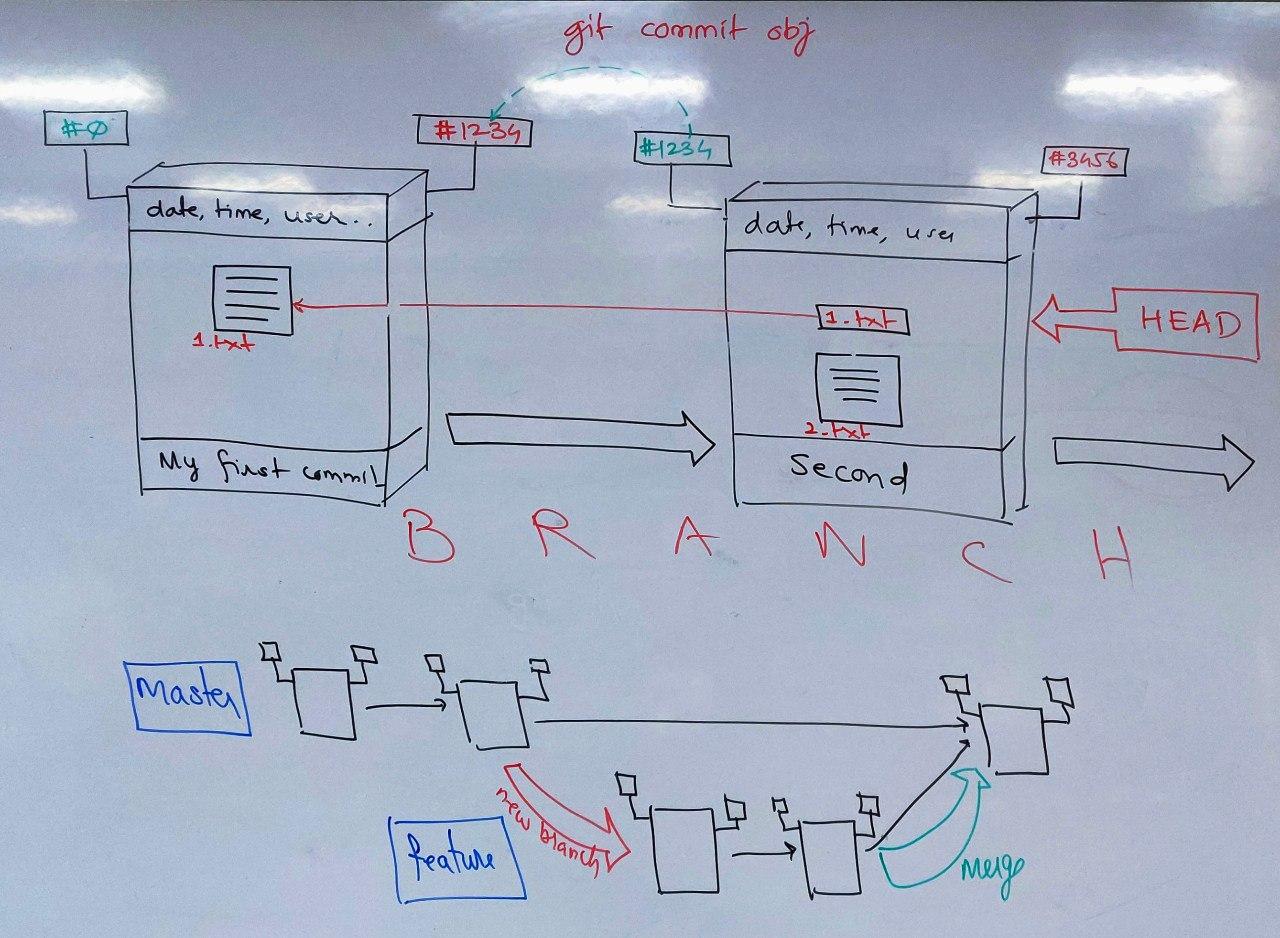 git commit obj
#0
#1234
#1234
#3456
date, time, user..
date, time, user
1.txt
1.txt
HEAD
2.txt
My first commit
Second
B R A N C H
Master
new branch
feature
Merge